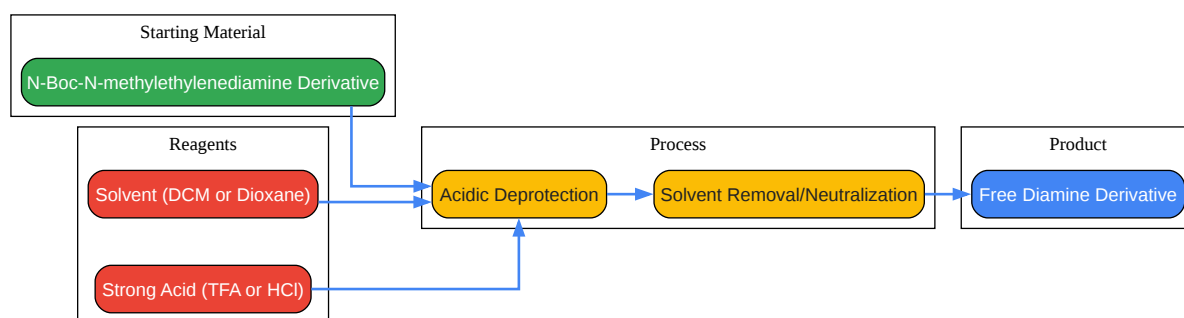 Starting Material
N-Boc-N-methylethylenediamine Derivative
Reagents
Solvent (DCM or Dioxane)
Strong Acid (TFA or HCl)
Process
Acidic Deprotection
Solvent Removal/Neutralization
Product
Free Diamine Derivative